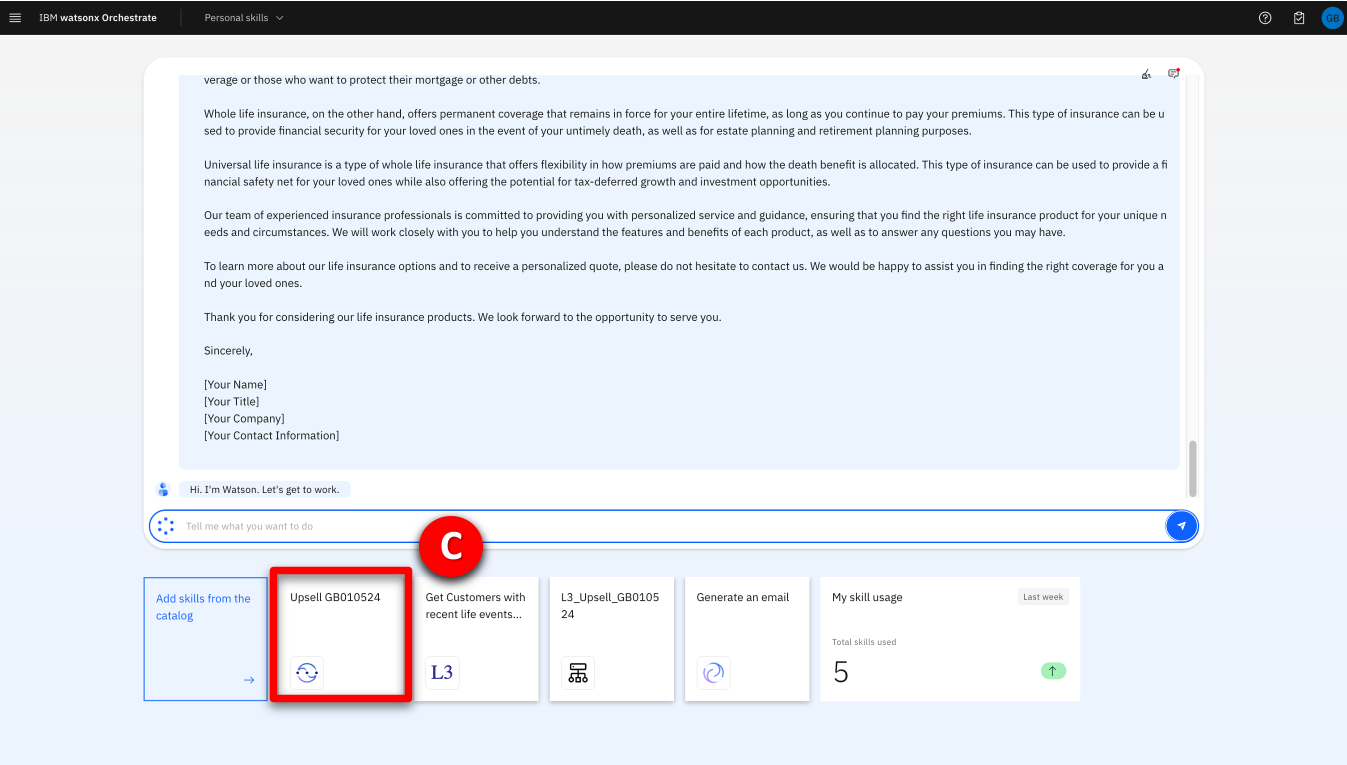 IBM watsonx Orchestrate
Personal skills
GB
verage or those who want to protect their mortgage or other debts.
Whole life insurance, on the other hand, offers permanent coverage that remains in force for your entire lifetime, as long as you continue to pay your premiums. This type of insurance can be u
sed to provide financial security for your loved ones in the event of your untimely death, as well as for estate planning and retirement planning purposes.
Universal life insurance is a type of whole life insurance that offers flexibility in how premiums are paid and how the death benefit is allocated. This type of insurance can be used to provide a fi
nancial safety net for your loved ones while also offering the potential for tax-deferred growth and investment opportunities.
Our team of experienced insurance professionals is committed to providing you with personalized service and guidance, ensuring that you find the right life insurance product for your unique n
eeds and circumstances. We will work closely with you to help you understand the features and benefits of each product, as well as to answer any questions you may have.
To learn more about our life insurance options and to receive a personalized quote, please do not hesitate to contact us. We would be happy to assist you in finding the right coverage for you a
nd your loved ones.
Thank you for considering our life insurance products. We look forward to the opportunity to serve you.
Sincerely,
[Your Name]
[Your Title]
[Your Company]
[Your Contact Information]
Hi. I'm Watson. Let's get to work.
Tell me what you want to do
C
Add skills from the
catalog
Upsell GB010524
Get Customers with
recent life events...
L3
L3_Upsell_GB0105
24
Generate an email
My skill usage
Last week
Total skills used
5